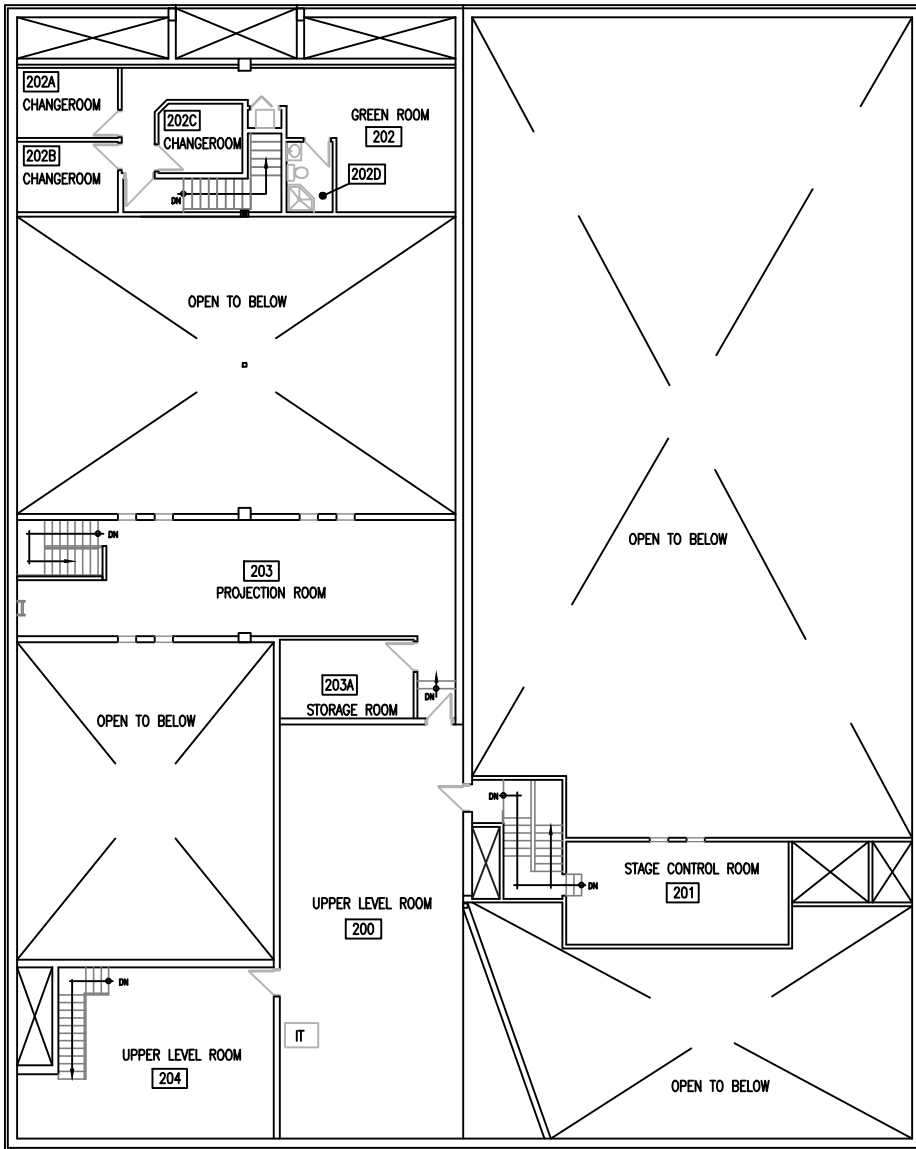 202A
CHANGEROOM
202C
CHANGEROOM
GREEN ROOM
202
202B
CHANGEROOM
202D
DN
OPEN TO BELOW
OPEN TO BELOW
DN
203
PROJECTION ROOM
203A
STORAGE ROOM
DN
OPEN TO BELOW
DN
STAGE CONTROL ROOM
201
DN
UPPER LEVEL ROOM
200
DN
IT
UPPER LEVEL ROOM
204
OPEN TO BELOW